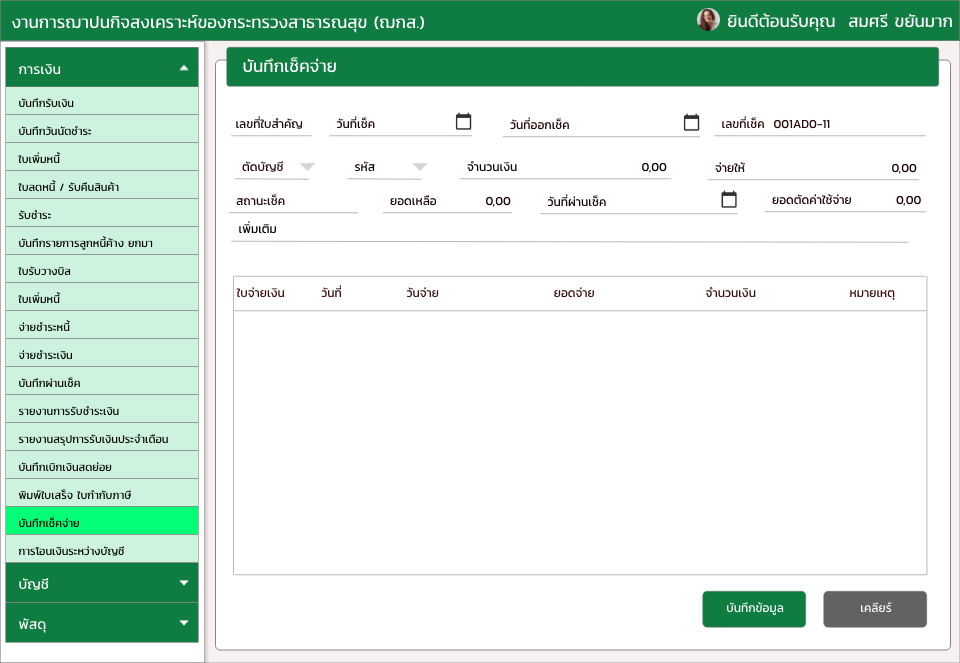 งานการฌาปนกิจสงเคราะห์ของกระทรวงสาธารณสุข (ฌกส.)
ยินดีต้อนรับคุณ สมศรี ขยันมาก
การเงิน
บันทึกรับเงิน
บันทึกวันนัดชำระ
ใบเพิ่มหนี้
ใบลดหนี้ / รับคืนสินค้า
รับชำระ
บันทึกรายการลูกหนี้ค้าง ยกมา
ใบรับวางบิล
ใบเพิ่มหนี้
จ่ายชำระหนี้
จ่ายชำระเงิน
บันทึกผ่านเช็ค
รายงานการรับชำระเงิน
รายงานสรุปการรับเงินประจำเดือน
บันทึกเบิกเงินสดย่อย
พิมพ์ใบเสร็จ ใบกำกับภาษี
บันทึกเช็คจ่าย
การโอนเงินระหว่างบัญชี
บัญชี
พัสดุ
บันทึกเช็คจ่าย
เลขที่ใบสำคัญ วันที่เช็ค วันที่ออกเช็ค เลขที่เช็ค 001AD0-11
ตัดบัญชี รหัส จำนวนเงิน 0,00 จ่ายให้ 0,00
สถานะเช็ค ยอดเหลือ 0,00 วันที่ผ่านเช็ค ยอดตัดค่าใช้จ่าย 0,00
เพิ่มเติม
ใบจ่ายเงิน วันที่ วันจ่าย ยอดจ่าย จำนวนเงิน หมายเหตุ
บันทึกข้อมูล เคลียร์